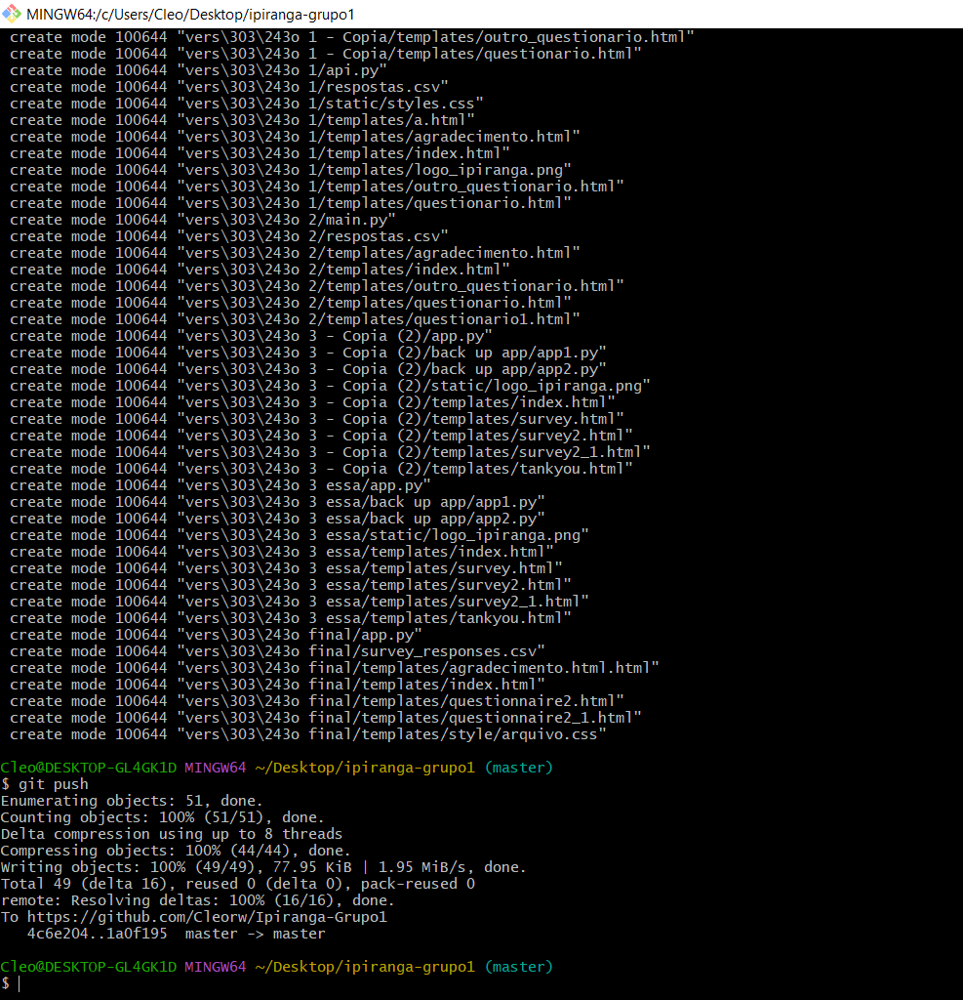 MINGW64:/c/Users/Cleo/Desktop/ipiranga-grupo1
create mode 100644 "vers\303\243o 1 - Copia/templates/outro_questionario.html"
create mode 100644 "vers\303\243o 1 - Copia/templates/questionario.html"
create mode 100644 "vers\303\243o 1/api.py"
create mode 100644 "vers\303\243o 1/respostas.csv"
create mode 100644 "vers\303\243o 1/static/styles.css"
create mode 100644 "vers\303\243o 1/templates/a.html"
create mode 100644 "vers\303\243o 1/templates/agradecimento.html"
create mode 100644 "vers\303\243o 1/templates/index.html"
create mode 100644 "vers\303\243o 1/templates/logo_ipiranga.png"
create mode 100644 "vers\303\243o 1/templates/outro_questionario.html"
create mode 100644 "vers\303\243o 1/templates/questionario.html"
create mode 100644 "vers\303\243o 2/main.py"
create mode 100644 "vers\303\243o 2/respostas.csv"
create mode 100644 "vers\303\243o 2/templates/agradecimento.html"
create mode 100644 "vers\303\243o 2/templates/index.html"
create mode 100644 "vers\303\243o 2/templates/outro_questionario.html"
create mode 100644 "vers\303\243o 2/templates/questionario.html"
create mode 100644 "vers\303\243o 2/templates/questionario1.html"
create mode 100644 "vers\303\243o 3 - Copia (2)/app.py"
create mode 100644 "vers\303\243o 3 - Copia (2)/back up app/app1.py"
create mode 100644 "vers\303\243o 3 - Copia (2)/back up app/app2.py"
create mode 100644 "vers\303\243o 3 - Copia (2)/static/logo_ipiranga.png"
create mode 100644 "vers\303\243o 3 - Copia (2)/templates/index.html"
create mode 100644 "vers\303\243o 3 - Copia (2)/templates/survey.html"
create mode 100644 "vers\303\243o 3 - Copia (2)/templates/survey2.html"
create mode 100644 "vers\303\243o 3 - Copia (2)/templates/survey2_1.html"
create mode 100644 "vers\303\243o 3 - Copia (2)/templates/tankyou.html"
create mode 100644 "vers\303\243o 3 essa/app.py"
create mode 100644 "vers\303\243o 3 essa/back up app/app1.py"
create mode 100644 "vers\303\243o 3 essa/back up app/app2.py"
create mode 100644 "vers\303\243o 3 essa/static/logo_ipiranga.png"
create mode 100644 "vers\303\243o 3 essa/templates/index.html"
create mode 100644 "vers\303\243o 3 essa/templates/survey.html"
create mode 100644 "vers\303\243o 3 essa/templates/survey2.html"
create mode 100644 "vers\303\243o 3 essa/templates/survey2_1.html"
create mode 100644 "vers\303\243o 3 essa/templates/tankyou.html"
create mode 100644 "vers\303\243o final/app.py"
create mode 100644 "vers\303\243o final/survey_responses.csv"
create mode 100644 "vers\303\243o final/templates/agradecimento.html.html"
create mode 100644 "vers\303\243o final/templates/index.html"
create mode 100644 "vers\303\243o final/templates/questionnaire2.html"
create mode 100644 "vers\303\243o final/templates/questionnaire2_1.html"
create mode 100644 "vers\303\243o final/templates/style/arquivo.css"
Cleo@DESKTOP-GL4GK1D MINGW64 ~/Desktop/ipiranga-grupo1 (master)
$ git push
Enumerating objects: 51, done.
Counting objects: 100% (51/51), done.
Delta compression using up to 8 threads
Compressing objects: 100% (44/44), done.
Writing objects: 100% (49/49), 77.95 KiB | 1.95 MiB/s, done.
Total 49 (delta 16), reused 0 (delta 0), pack-reused 0
remote: Resolving deltas: 100% (16/16), done.
To https://github.com/Cleorw/Ipiranga-Grupo1
4c6e204..1a0f195  master -> master
Cleo@DESKTOP-GL4GK1D MINGW64 ~/Desktop/ipiranga-grupo1 (master)
$